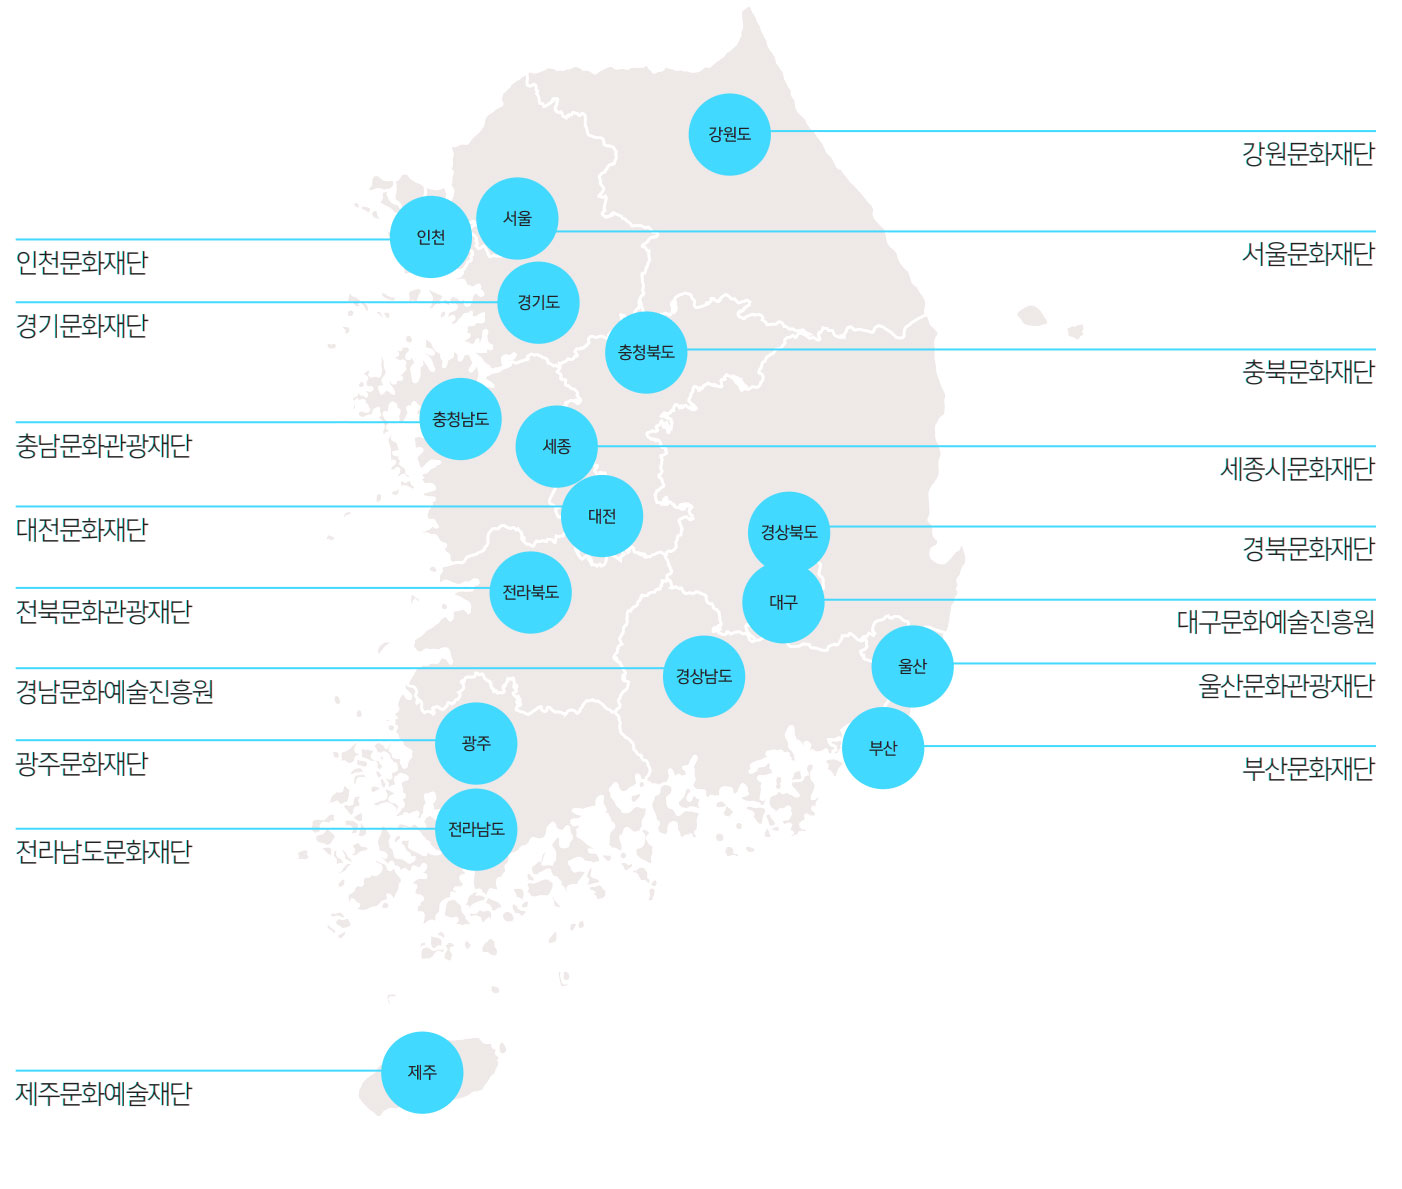 강원도
강원문화재단
서울
서울문화재단
인천
인천문화재단
경기도
경기문화재단
충청북도
충북문화재단
충청남도
충남문화관광재단
세종
세종시문화재단
대전
대전문화재단
경상북도
경북문화재단
전라북도
전북문화관광재단
대구
대구문화예술진흥원
울산
울산문화관광재단
경상남도
경남문화예술진흥원
광주
광주문화재단
부산
부산문화재단
전라남도
전라남도문화재단
제주
제주문화예술재단